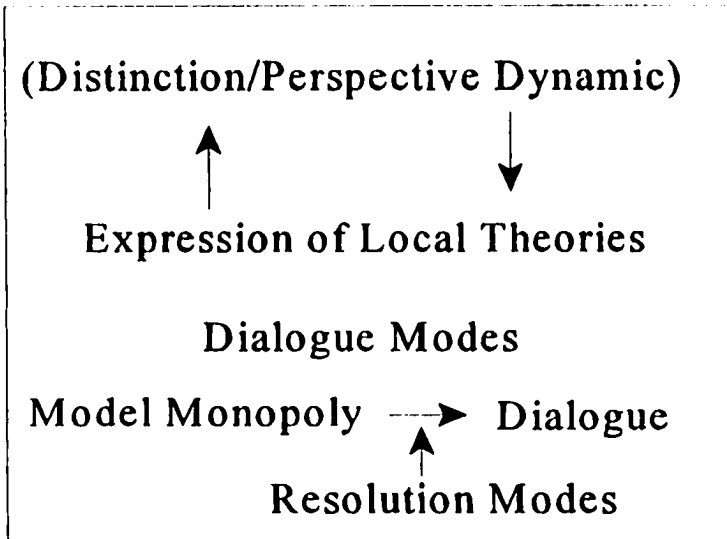 (Distinction/Perspective Dynamic)
Expression of Local Theories
Dialogue Modes
Model Monopoly Dialogue
Resolution Modes